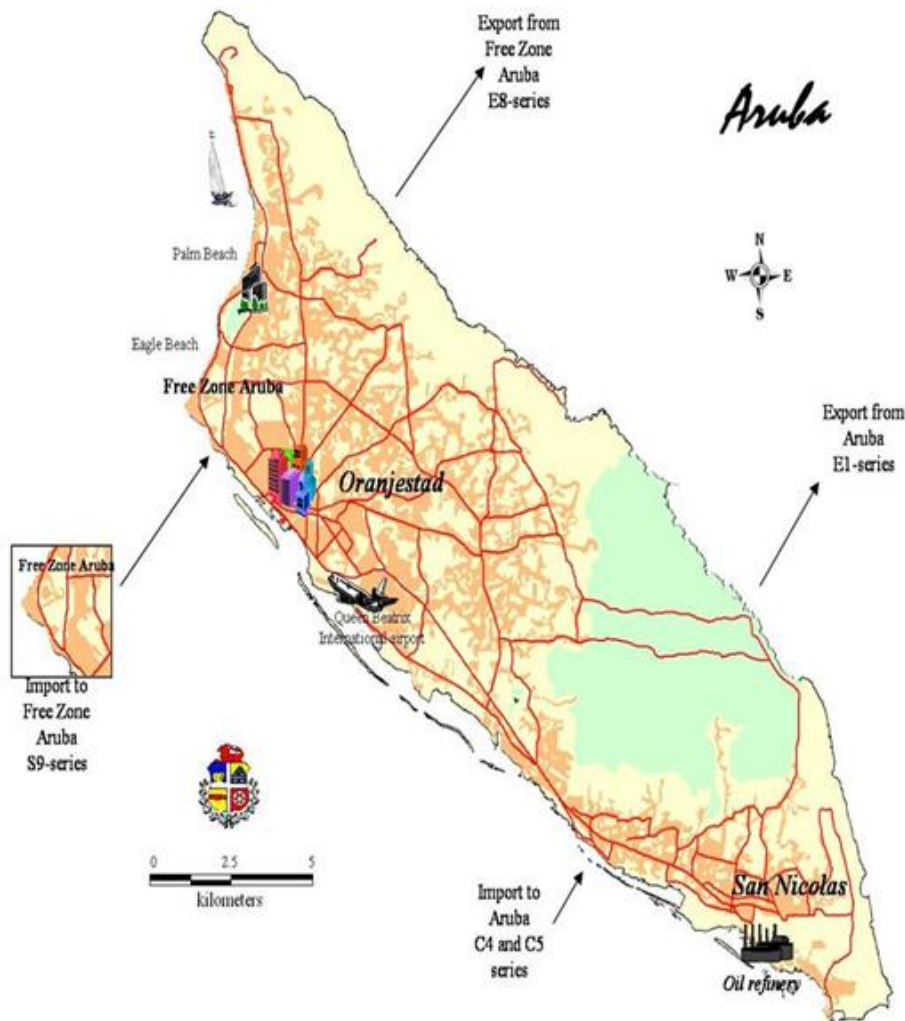 Export from
Free Zone
Aruba
E8-series
Aruba
N
W
E
S
Palm Beach
Eagle Beach
Free Zone Aruba
Export from
Aruba
E1-series
Oranjestad
Free Zone Aruba
Queen Beatrix
International airport
Import to
Free Zone
Aruba
S9-series
0 2.5 5
kilometers
Import to
Aruba
C4 and C5
series
San Nicolas
Oil refinery